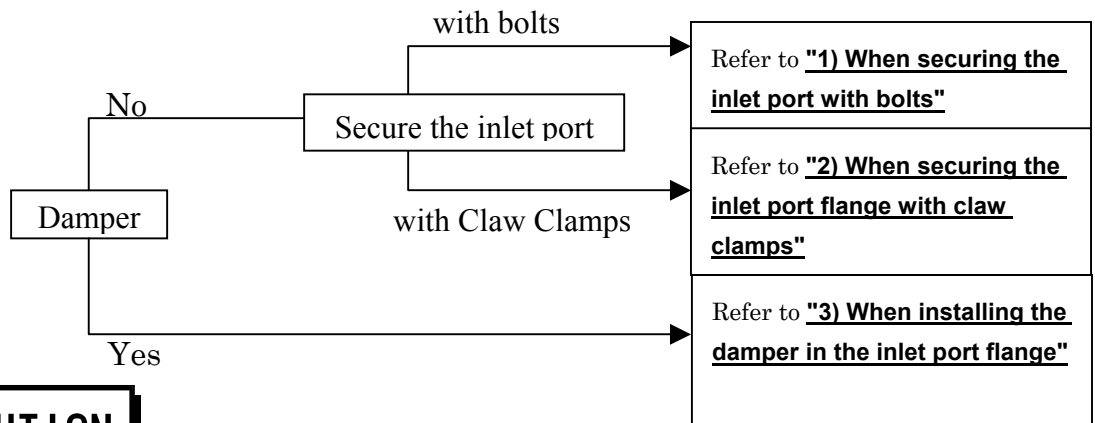 with bolts
Refer to "1) When securing the
inlet port with bolts"
No
Secure the inlet port
Refer to "2) When securing the
inlet port flange with claw
clamps"
Damper
with Claw Clamps
Refer to "3) When installing the
damper in the inlet port flange"
Yes